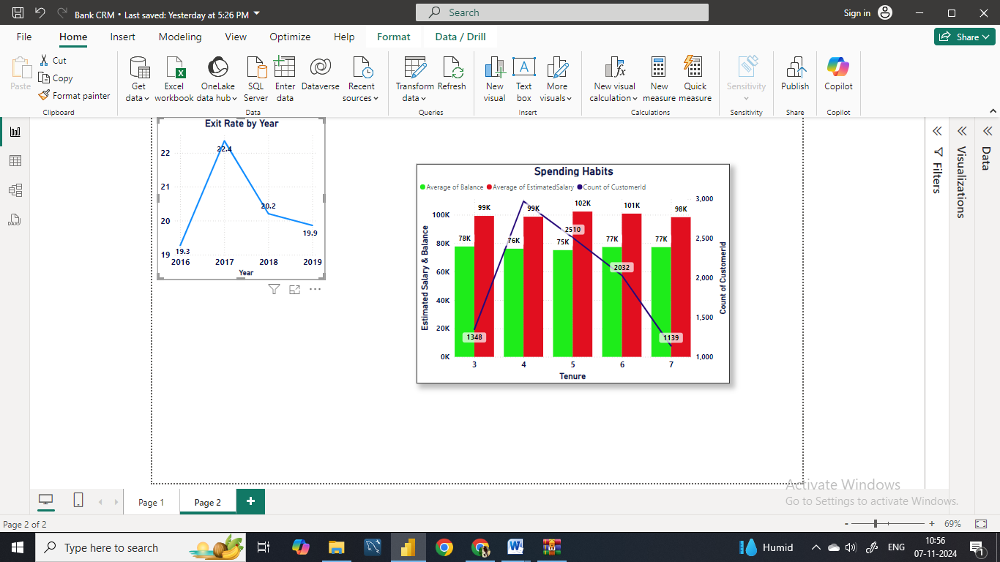 Bank CRM • Last saved: Yesterday at 5:26 PM
Search
Sign in
File Home Insert Modeling View Optimize Help Format Data / Drill
Share
Paste
Cut
Copy
Format painter
Clipboard
Get data
Excel workbook
OneLake data hub
SQL Server
Enter data
Dataverse
Recent sources
Data
Transform data
Refresh
Queries
New visual
Text box
More visuals
Insert
New visual calculation
New measure
Quick measure
Calculations
Sensitivity
Sensitivity
Publish
Share
Copilot
Copilot
DAX
Exit Rate by Year
22
21
20
19
22.4
20.2
19.9
19.3
2016 2017 2018 2019
Year
Spending Habits
Average of Balance Average of EstimatedSalary Count of CustomerId
Estimated Salary & Balance
100K
80K
60K
40K
20K
0K
99K 99K 102K 101K 98K
78K 76K 75K 77K 77K
1348 2510 2032 1139
3,000
2,500
2,000
1,500
1,000
Count of CustomerId
3 4 5 6 7
Tenure
Filters
Visualizations
Data
Activate Windows
Go to Settings to activate Windows.
Page 1
Page 2
+
Page 2 of 2
- + 69%
Type here to search
Humid
ENG
10:56
07-11-2024
1